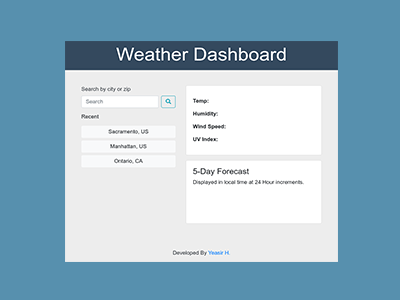 Weather Dashboard
Search by city or zip
Search
Recent
Sacramento, US
Manhattan, US
Ontario, CA
Temp:
Humidity:
Wind Speed:
UV Index:
5-Day Forecast
Displayed in local time at 24 Hour increments.
Developed By Yeasir H.